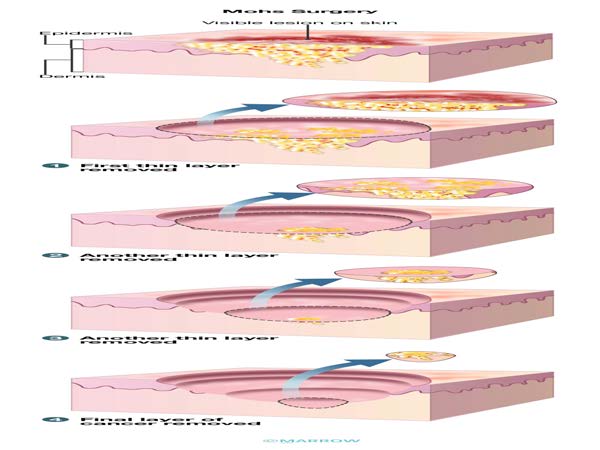 Mohs Surgery
Visible lesion on skin
Epidermis
Dermis
1 First thin layer
removed
2 Another thin layer
removed
3 Another thin layer
removed
4 Final layer of
cancer removed
©MARROW